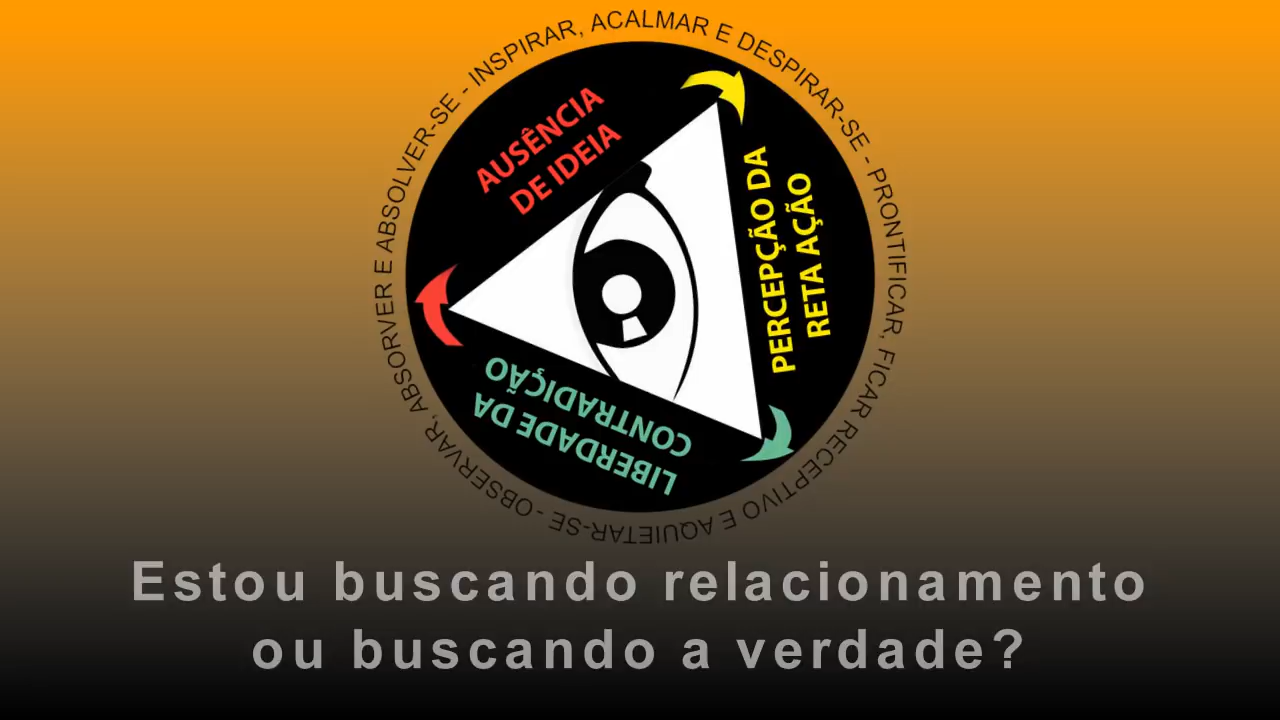 INSPIRAR, ACALMAR E DESPIRAR-SE - PRONTIFICAR, FICAR RECEPTIVO E AQUIETAR-SE - OBSERVAR, ABSORVER E ABSOLVER-SE -
AUSÊNCIA
DE IDEIA
PERCEPÇÃO DA
RETA AÇÃO
LIBERDADE DA
CONTRADIÇÃO
Estou buscando relacionamento
ou buscando a verdade?